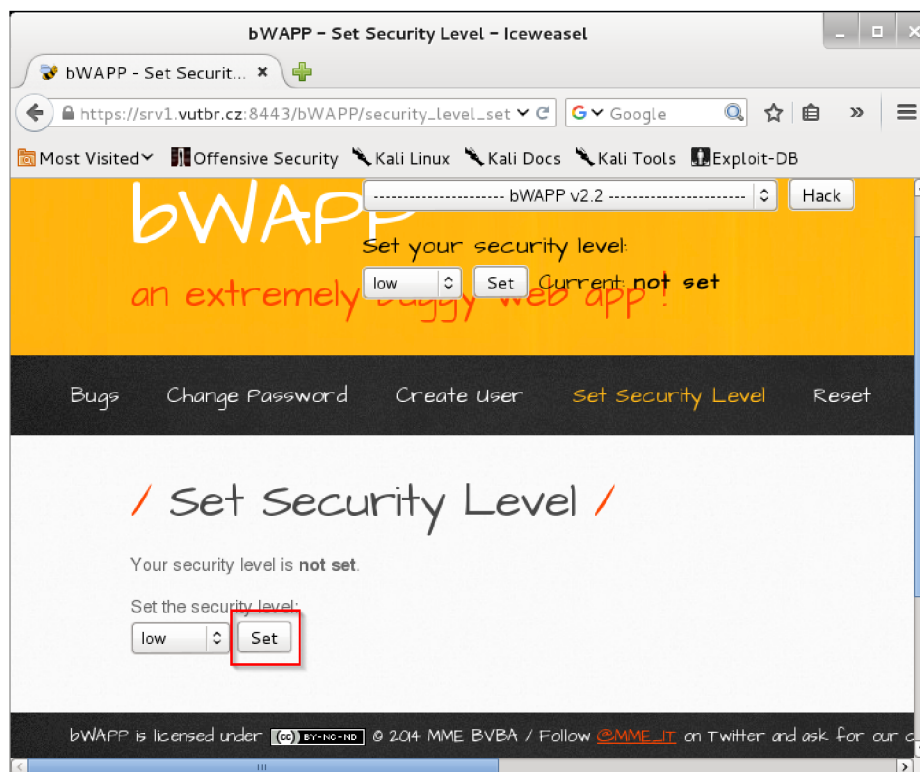 bWAPP - Set Security Level - Iceweasel
bWAPP - Set Securit...
https://srv1.vutbr.cz:8443/bWAPP/security_level_set
Google
Most Visited
Offensive Security
Kali Linux
Kali Docs
Kali Tools
Exploit-DB
bWAPP
--------------------- bWAPP v2.2 ----------------------
Hack
Set your security level:
low
Set
Current: not set
an extremely buggy web app !
Bugs
Change Password
Create User
Set Security Level
Reset
/ Set Security Level /
Your security level is not set.
Set the security level:
low
Set
bWAPP is licensed under (cc) BY-NC-ND © 2014 MME BVBA / Follow @MME_IT on Twitter and ask for our c